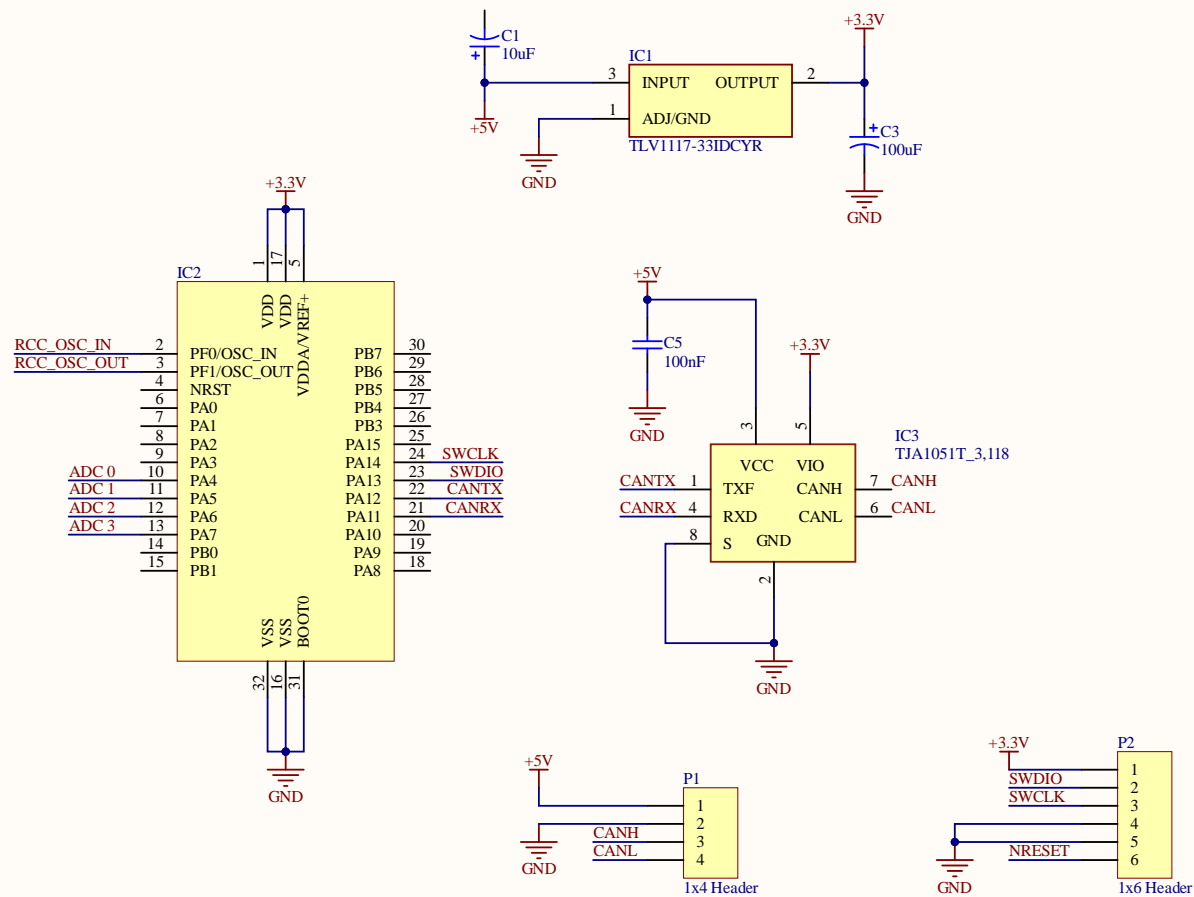 C1
10uF
+5V
IC1
3
INPUT
OUTPUT
2
1
ADJ/GND
TLV1117-33IDCYR
GND
+3.3V
C3
100uF
GND
+3.3V
IC2
1
17
5
VDD
VDD
VDDA/VREF+
RCC_OSC_IN
2
PF0/OSC_IN
RCC_OSC_OUT
3
PF1/OSC_OUT
4
NRST
6
PA0
7
PA1
8
PA2
9
PA3
ADC 0
10
PA4
ADC 1
11
PA5
ADC 2
12
PA6
ADC 3
13
PA7
14
PB0
15
PB1
PB7
30
PB6
29
PB5
28
PB4
27
PB3
26
PA15
25
PA14
24
SWCLK
PA13
23
SWDIO
PA12
22
CANTX
PA11
21
CANRX
PA10
20
PA9
19
PA8
18
VSS
VSS
BOOT0
32
16
31
GND
+5V
C5
100nF
GND
+3.3V
3
5
IC3
TJA1051T_3,118
VCC
VIO
CANTX
1
TXF
CANRX
4
RXD
8
S
GND
CANH
7
CANH
CANL
6
CANL
2
GND
+5V
P1
1
2
CANH
3
CANL
4
GND
1x4 Header
+3.3V
P2
1
SWDIO
2
SWCLK
3
4
5
NRESET
6
GND
1x6 Header